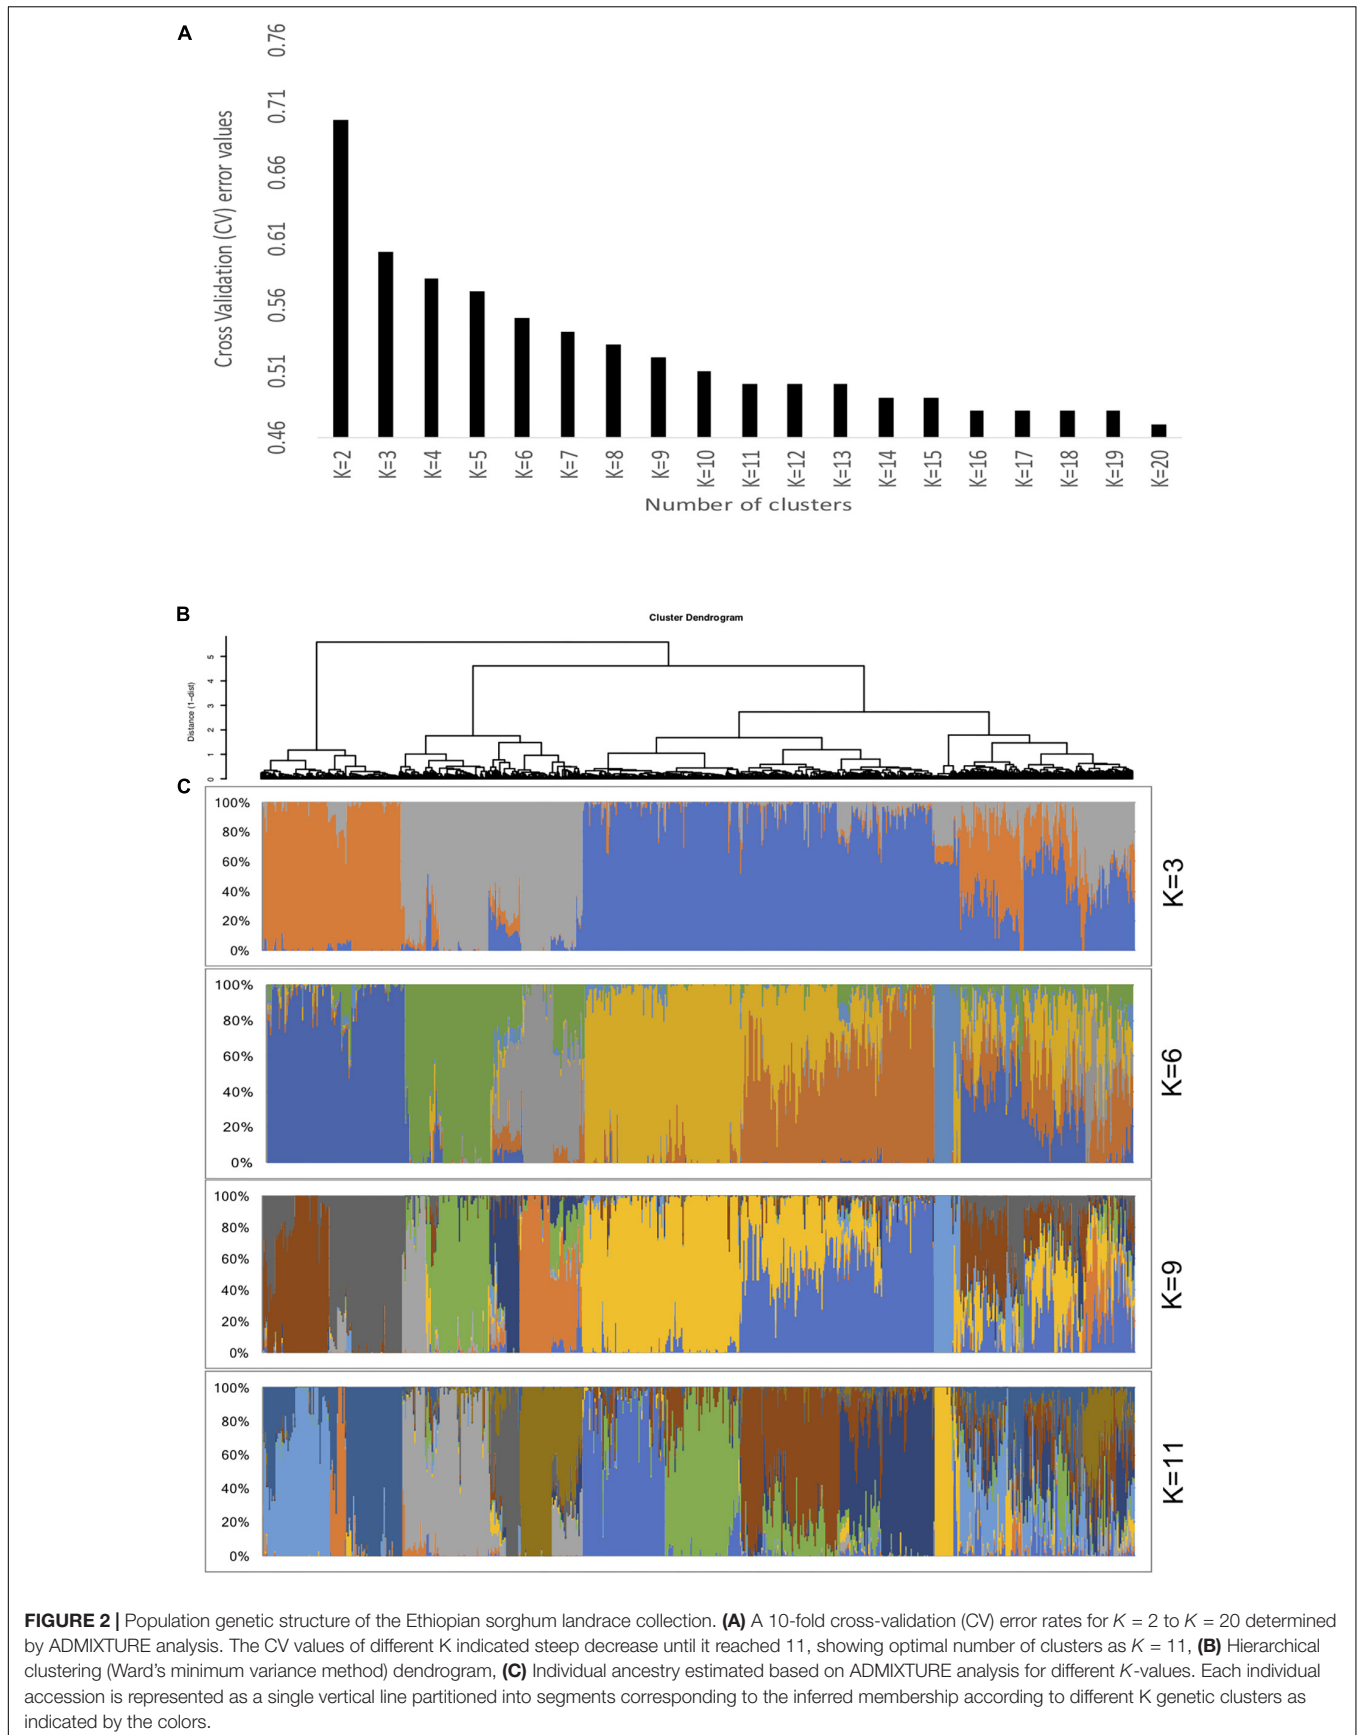 A
Cross Validation (CV) error values
0.76
0.71
0.66
0.61
0.56
0.51
0.46
K=2 K=3 K=4 K=5 K=6 K=7 K=8 K=9 K=10 K=11 K=12 K=13 K=14 K=15 K=16 K=17 K=18 K=19 K=20
Number of clusters
B
Cluster Dendrogram
Distance (1-dist)
5
4
3
2
1
0
C
100%
80%
60%
40%
20%
0%
K=3
100%
80%
60%
40%
20%
0%
K=6
100%
80%
60%
40%
20%
0%
K=9
100%
80%
60%
40%
20%
0%
K=11
FIGURE 2 | Population genetic structure of the Ethiopian sorghum landrace collection. (A) A 10-fold cross-validation (CV) error rates for K = 2 to K = 20 determined
by ADMIXTURE analysis. The CV values of different K indicated steep decrease until it reached 11, showing optimal number of clusters as K = 11, (B) Hierarchical
clustering (Ward's minimum variance method) dendrogram, (C) Individual ancestry estimated based on ADMIXTURE analysis for different K-values. Each individual
accession is represented as a single vertical line partitioned into segments corresponding to the inferred membership according to different K genetic clusters as
indicated by the colors.